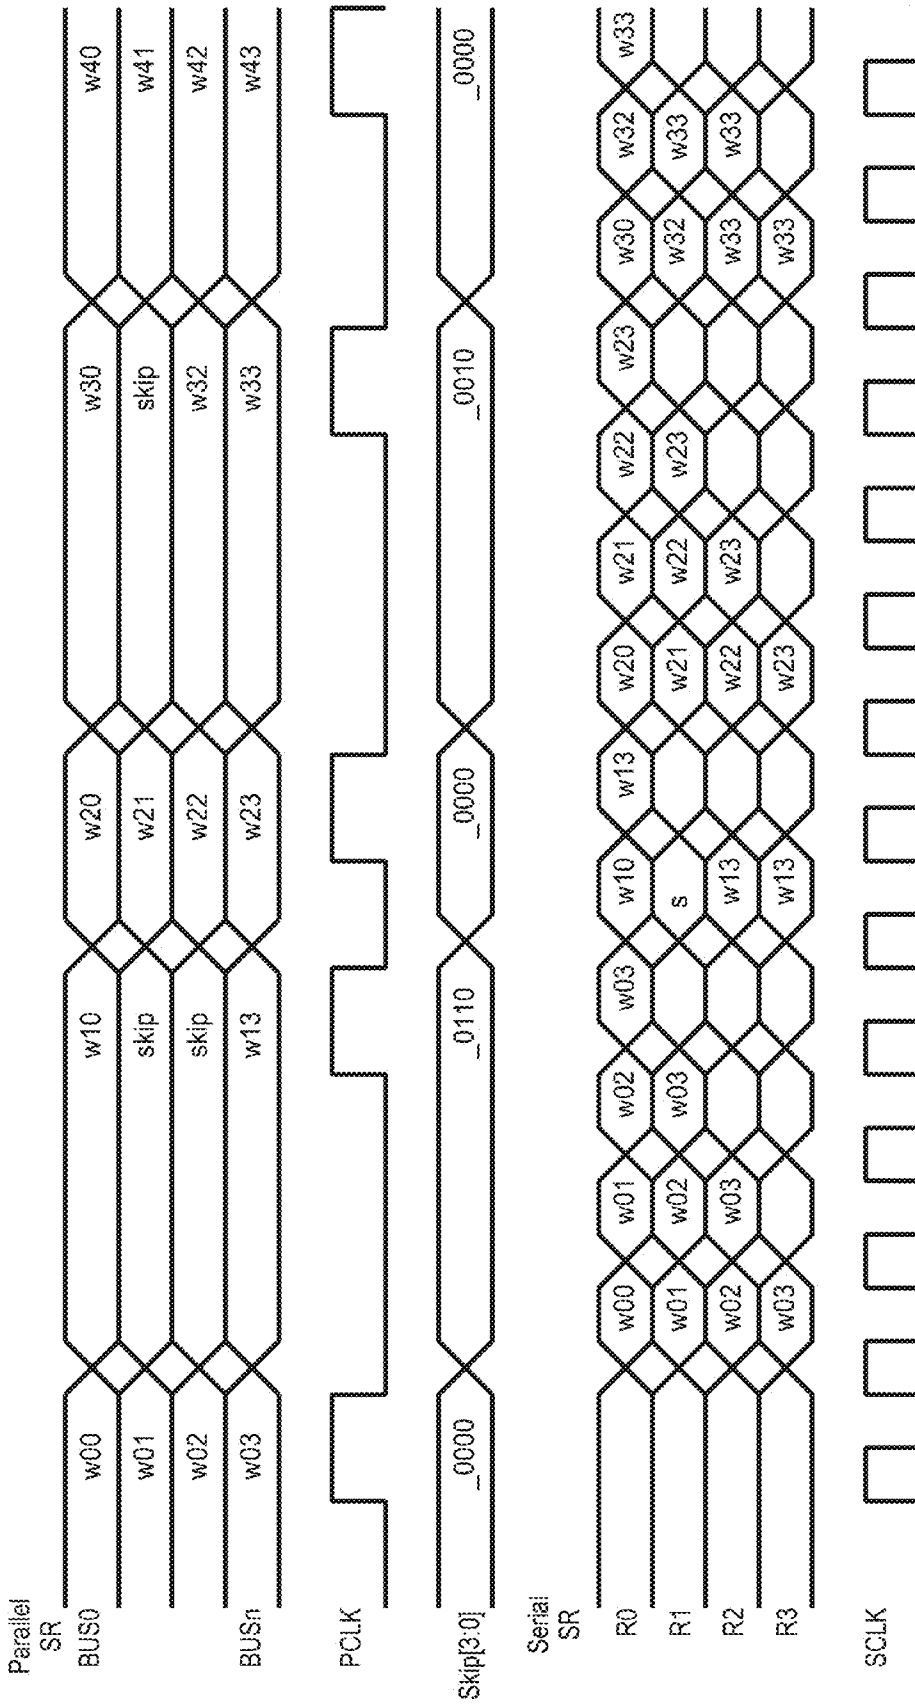 Parallel
SR
BUS0 w00 w10 w20 w30 w40
w01 skip w21 skip w41
w02 skip w22 w32 w42
BUSn w03 w13 w23 w33 w43
PCLK
Skip[3:0] _0000 _0110 _0000 _0010 _0000
Serial
SR
R0 w00 w01 w02 w03 w10 w13 w20 w21 w22 w23 w30 w32 w33
R1 w01 w02 w03 s w21 w22 w23 w32 w33
R2 w02 w03 w13 w22 w23 w33 w33
R3 w03 w13 w23 w33
SCLK